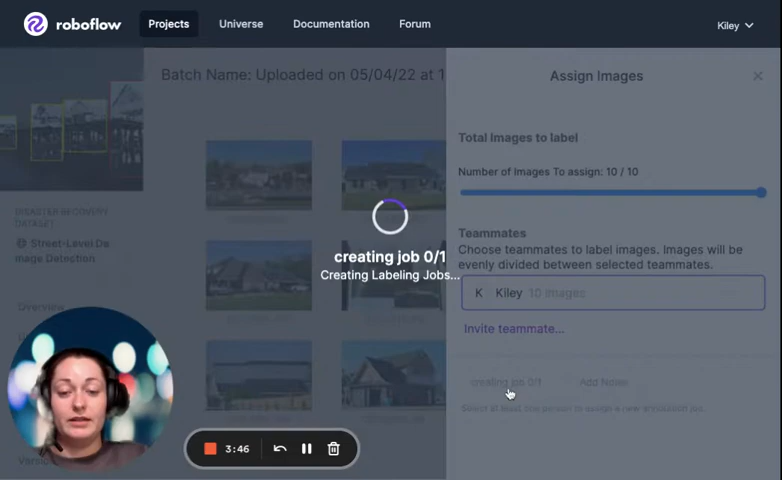 roboflow
Projects
Universe
Documentation
Forum
Kiley
Batch Name: Uploaded on 05/04/22 at 1
Assign Images
Total Images to label
Number of Images To assign: 10 / 10
Teammates
Choose teammates to label images. Images will be
evenly divided between selected teammates.
K Kiley 10 images
Invite teammate...
creating job 0/1
Add Notes
Select at least one person to assign a new annotation job.
creating job 0/1
Creating Labeling Jobs...
DISASTER RECOVERY
DATASET
Street-Level Da
mage Detection
Overview
Versi
3:46